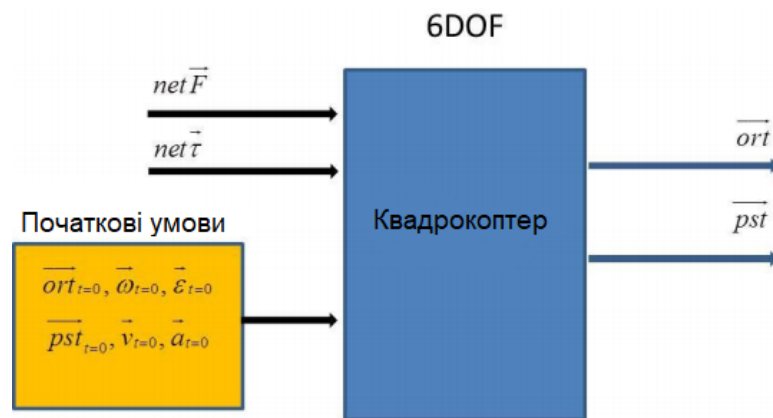 6DOF
net F⃗
net τ⃗
Початкові умови
ort⃗ t=0, ω⃗ t=0, ε⃗ t=0
pst⃗ t=0, v⃗ t=0, a⃗ t=0
Квадрокоптер
ort⃗
pst⃗